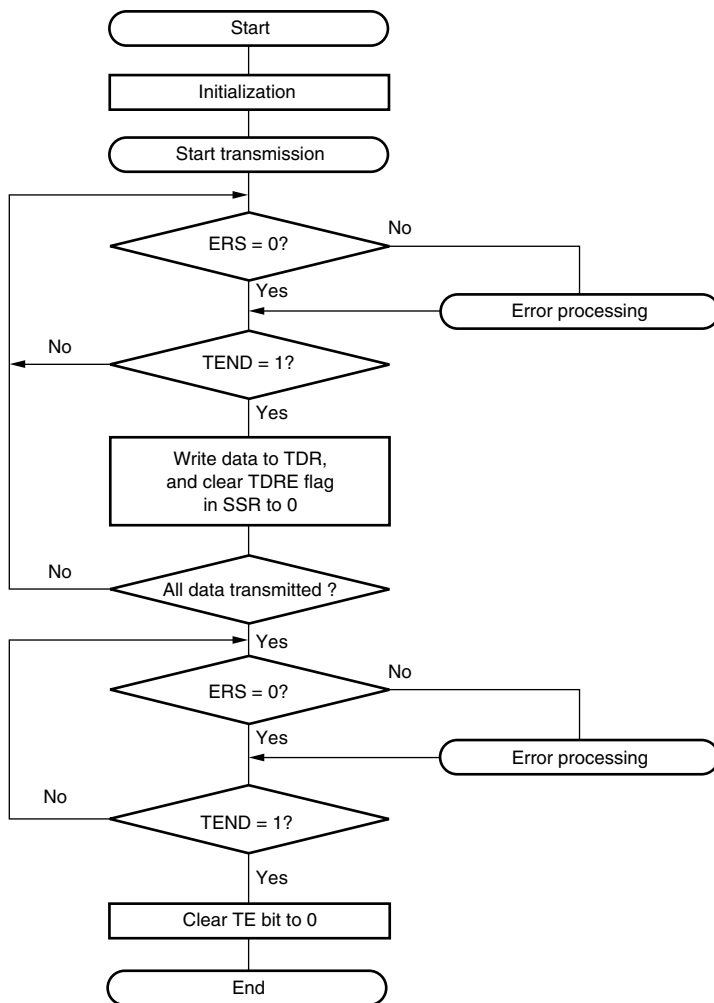 Start
Initialization
Start transmission
ERS = 0?
No
Yes
Error processing
No
TEND = 1?
Yes
Write data to TDR,
and clear TDRE flag
in SSR to 0
No
All data transmitted ?
Yes
ERS = 0?
No
Yes
Error processing
No
TEND = 1?
Yes
Clear TE bit to 0
End